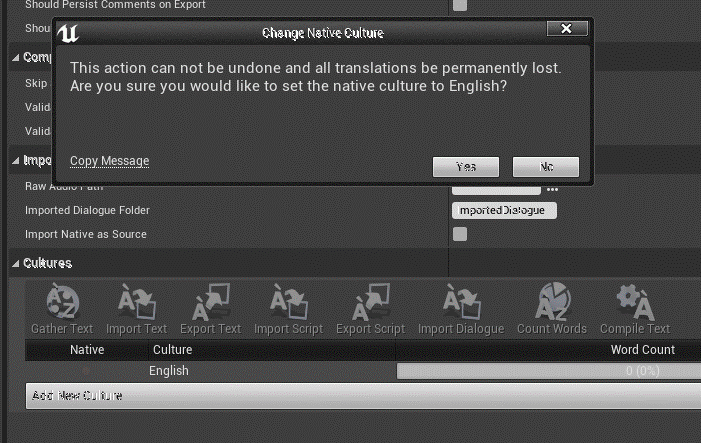 Should Persist Comments on Export
Shou
Change Native Culture
This action can not be undone and all translations be permanently lost.
Are you sure you would like to set the native culture to English?
Comp
Skip
Valida
Valida
Copy Message
Yes
No
Impo
Raw Audio Path
...
Imported Dialogue Folder
ImportedDialogue
Import Native as Source
Cultures
Gather Text Import Text Export Text Import Script Export Script Import Dialogue Count Words Compile Text
Native Culture Word Count
English 0 (0%)
Add New Culture